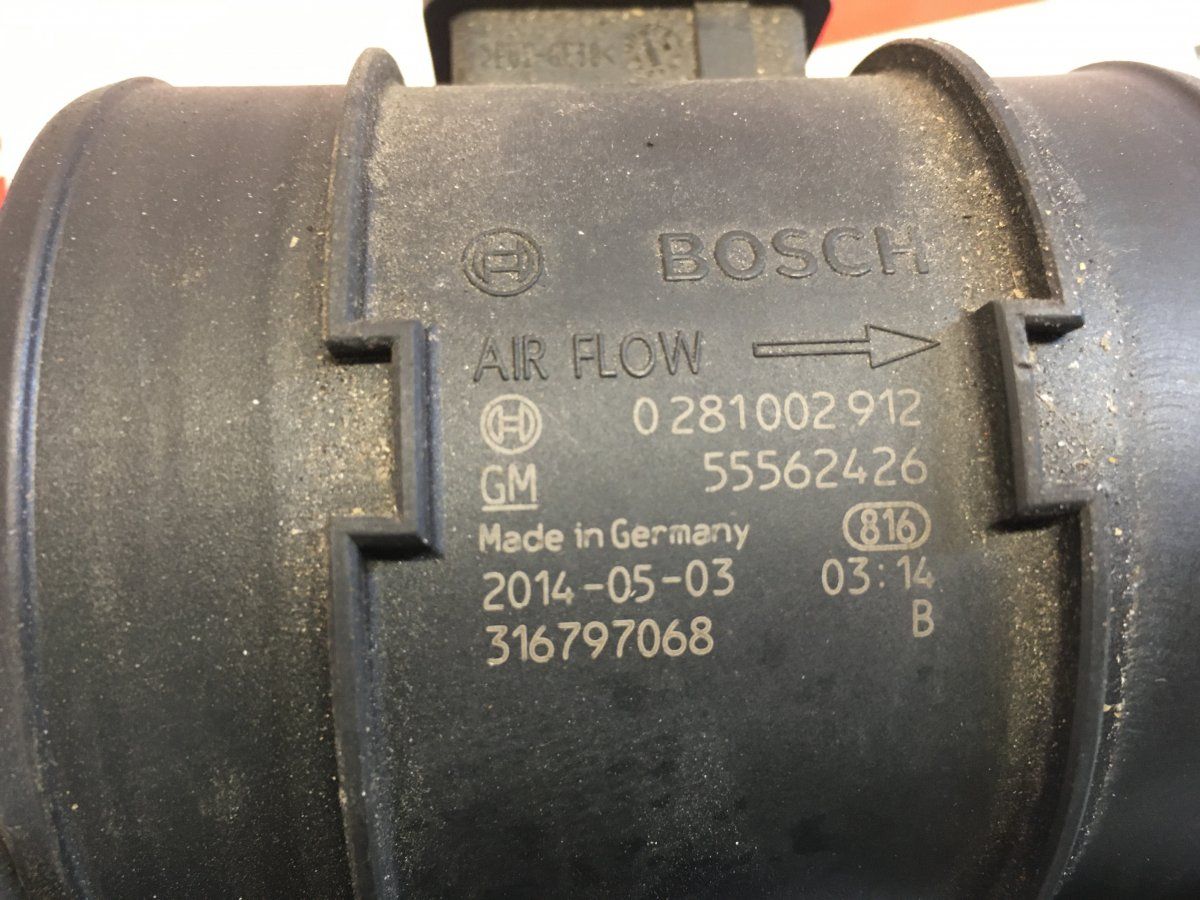 BOSCH
AIR FLOW
0 281 002 912
GM 55562426
Made in Germany 816
2014-05-03 03:14
316797068 B